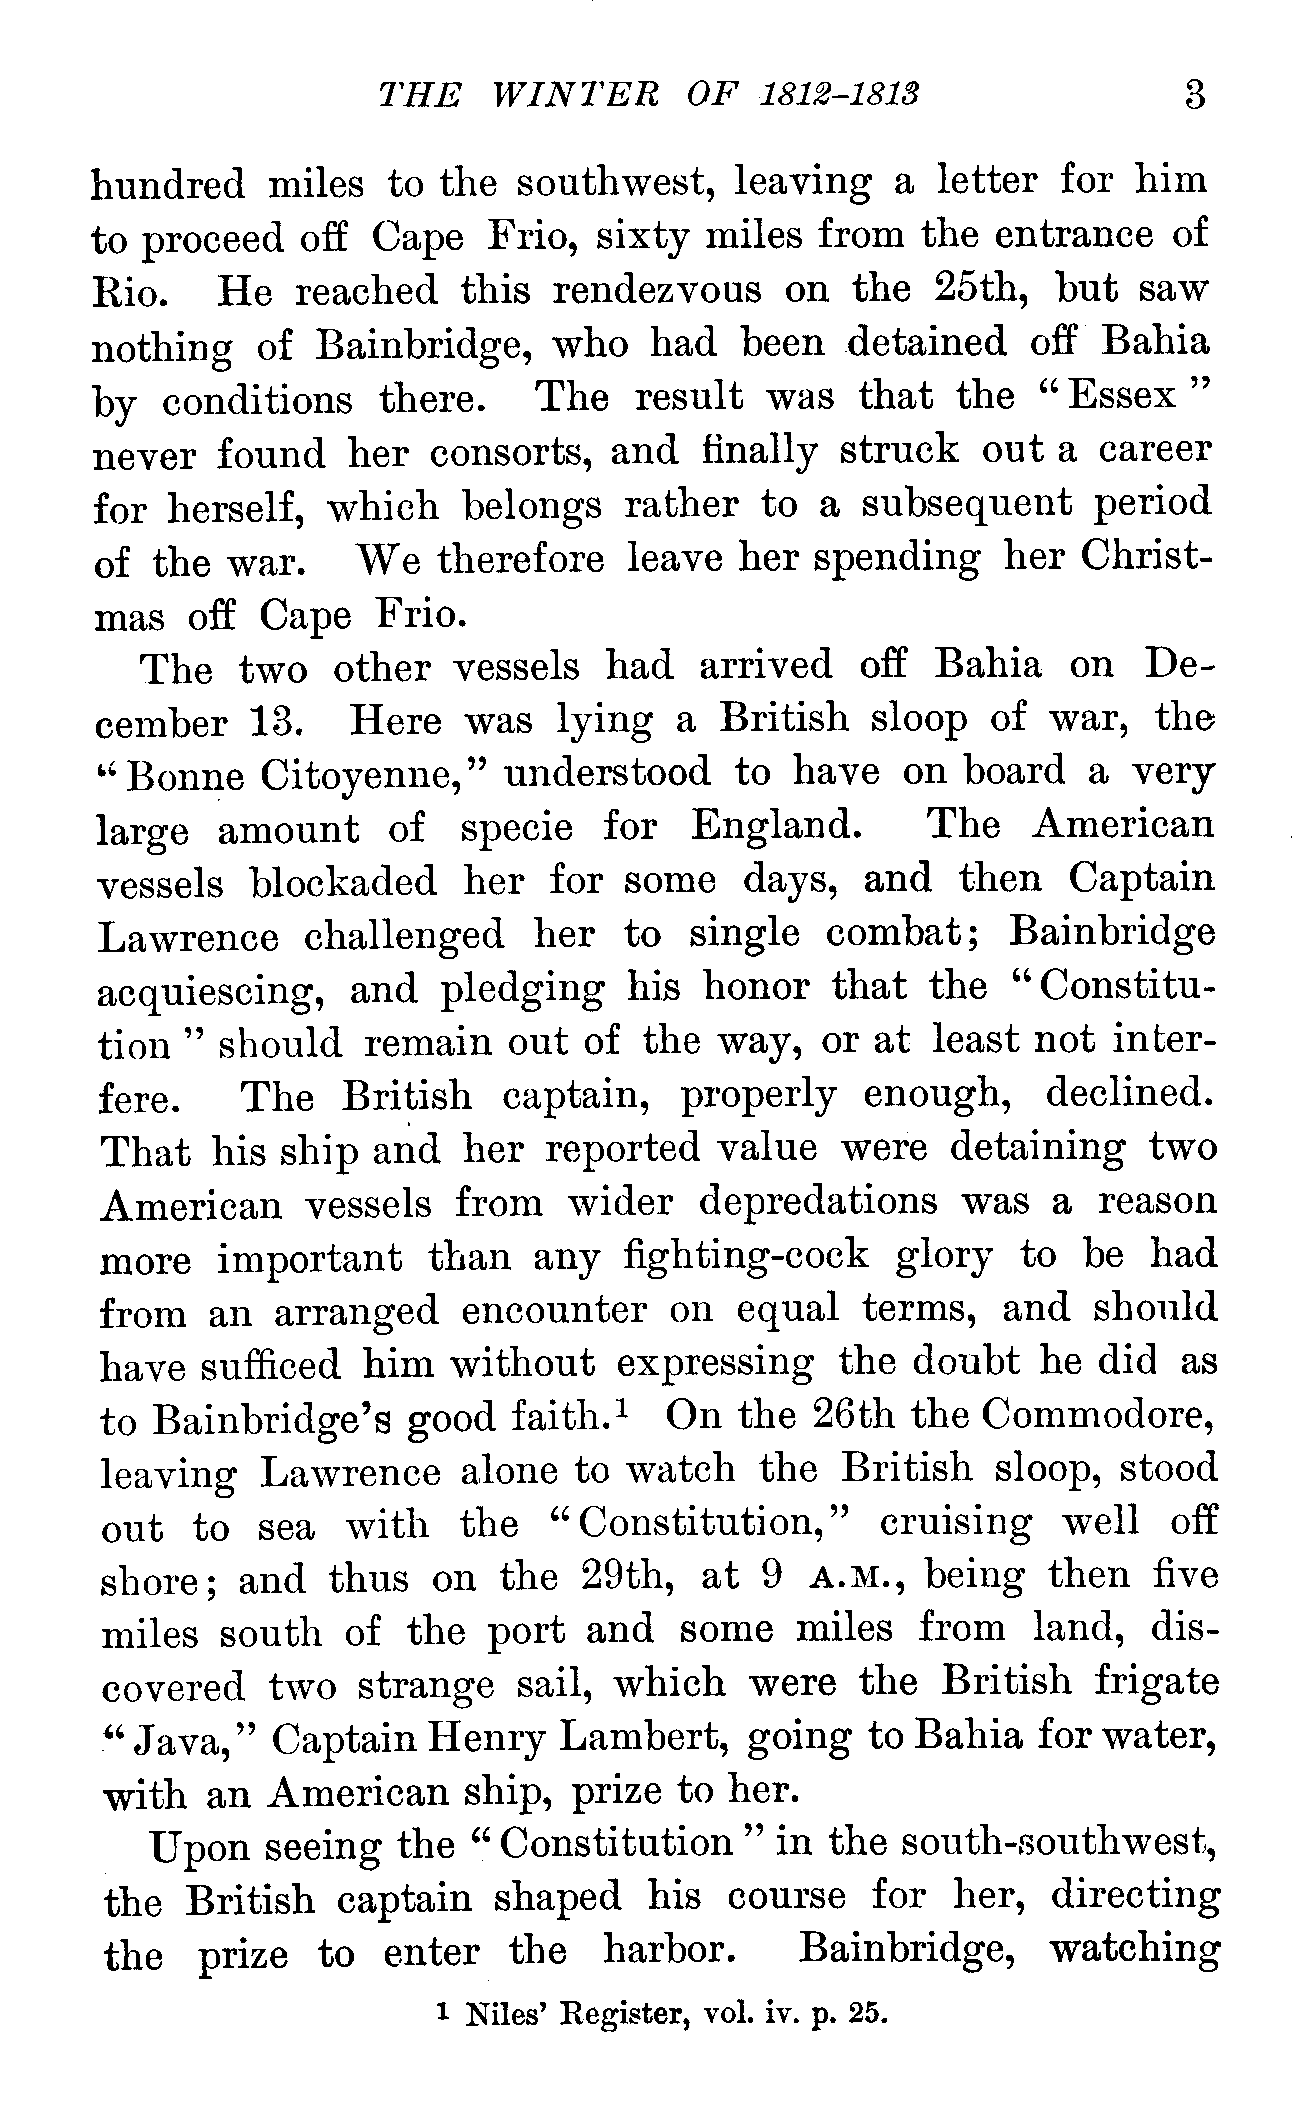 THE WINTER OF 1812–1813 3
hundred miles to the southwest, leaving a letter for him
to proceed off Cape Frio, sixty miles from the entrance of
Rio. He reached this rendezvous on the 25th, but saw
nothing of Bainbridge, who had been detained off Bahia
by conditions there. The result was that the “Essex”
never found her consorts, and finally struck out a career
for herself, which belongs rather to a subsequent period
of the war. We therefore leave her spending her Christ-
mas off Cape Frio.
The two other vessels had arrived off Bahia on De-
cember 13. Here was lying a British sloop of war, the
“Bonne Citoyenne,” understood to have on board a very
large amount of specie for England. The American
vessels blockaded her for some days, and then Captain
Lawrence challenged her to single combat; Bainbridge
acquiescing, and pledging his honor that the “Constitu-
tion” should remain out of the way, or at least not inter-
fere. The British captain, properly enough, declined.
That his ship and her reported value were detaining two
American vessels from wider depredations was a reason
more important than any fighting-cock glory to be had
from an arranged encounter on equal terms, and should
have sufficed him without expressing the doubt he did as
to Bainbridge’s good faith.¹ On the 26th the Commodore,
leaving Lawrence alone to watch the British sloop, stood
out to sea with the “Constitution,” cruising well off
shore; and thus on the 29th, at 9 A.M., being then five
miles south of the port and some miles from land, dis-
covered two strange sail, which were the British frigate
“Java,” Captain Henry Lambert, going to Bahia for water,
with an American ship, prize to her.
Upon seeing the “Constitution” in the south-southwest,
the British captain shaped his course for her, directing
the prize to enter the harbor. Bainbridge, watching
¹ Niles’ Register, vol. iv. p. 25.